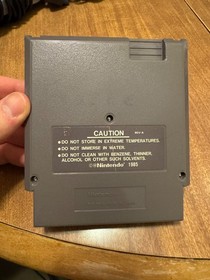 CAUTION
• DO NOT STORE IN EXTREME TEMPERATURES.
• DO NOT IMMERSE IN WATER.
• DO NOT CLEAN WITH BENZENE, THINNER,
ALCOHOL OR OTHER SUCH SOLVENTS.
©Nintendo 1985